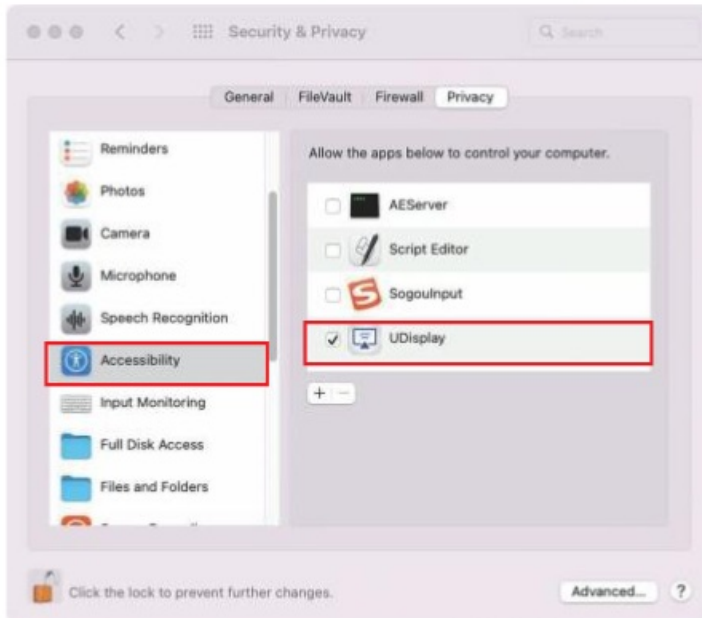 Security & Privacy
Search
General FileVault Firewall Privacy
Reminders
Photos
Camera
Microphone
Speech Recognition
Accessibility
Input Monitoring
Full Disk Access
Files and Folders
Allow the apps below to control your computer.
AEServer
Script Editor
SogouInput
UDisplay
+ −
Click the lock to prevent further changes.
Advanced... ?